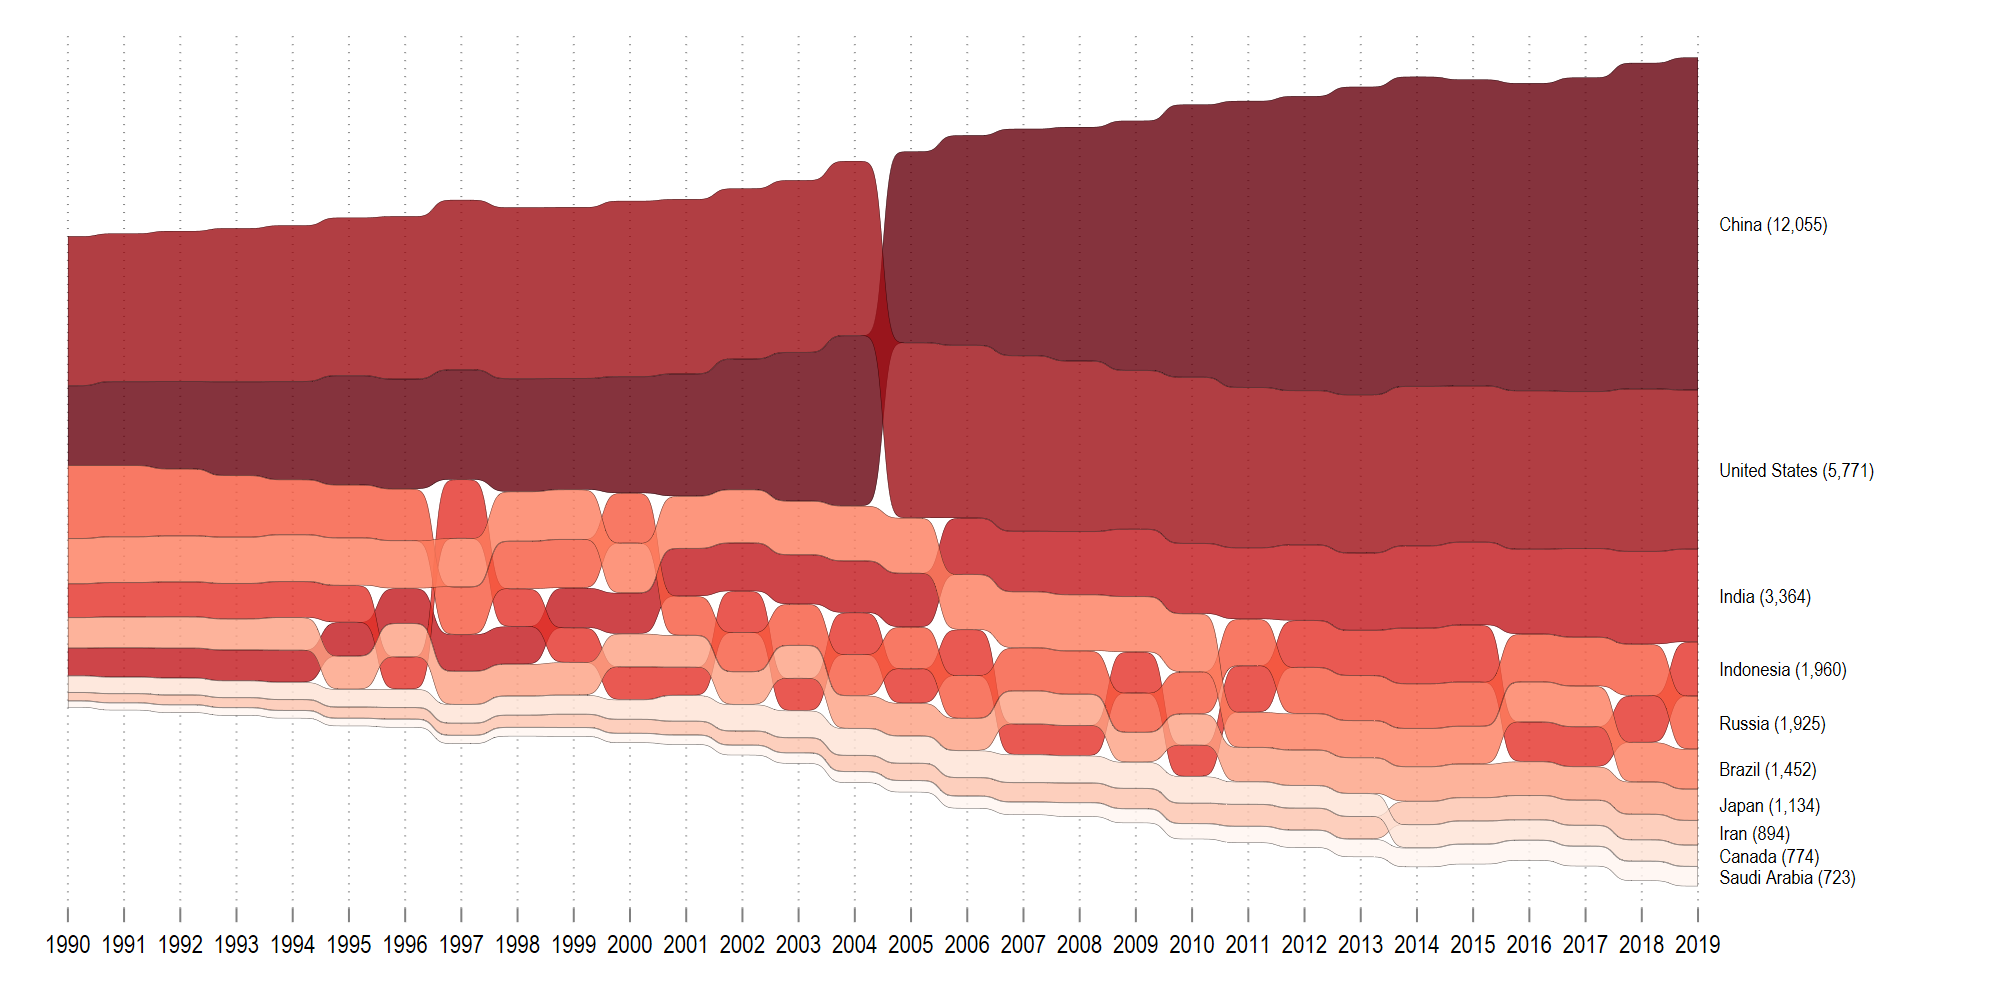 China (12,055)
United States (5,771)
India (3,364)
Indonesia (1,960)
Russia (1,925)
Brazil (1,452)
Japan (1,134)
Iran (894)
Canada (774)
Saudi Arabia (723)
1990 1991 1992 1993 1994 1995 1996 1997 1998 1999 2000 2001 2002 2003 2004 2005 2006 2007 2008 2009 2010 2011 2012 2013 2014 2015 2016 2017 2018 2019